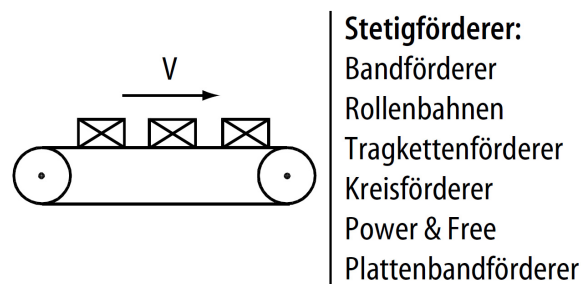 V
Stetigförderer:
Bandförderer
Rollenbahnen
Tragkettenförderer
Kreisförderer
Power & Free
Plattenbandförderer